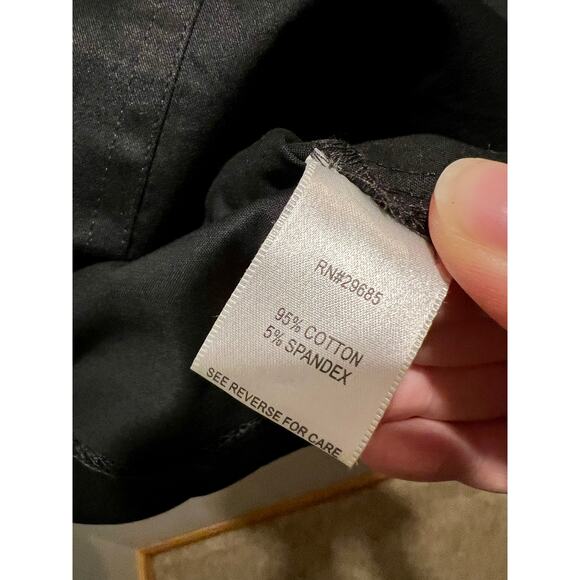 RN#29685
95% COTTON
5% SPANDEX
SEE REVERSE FOR CARE